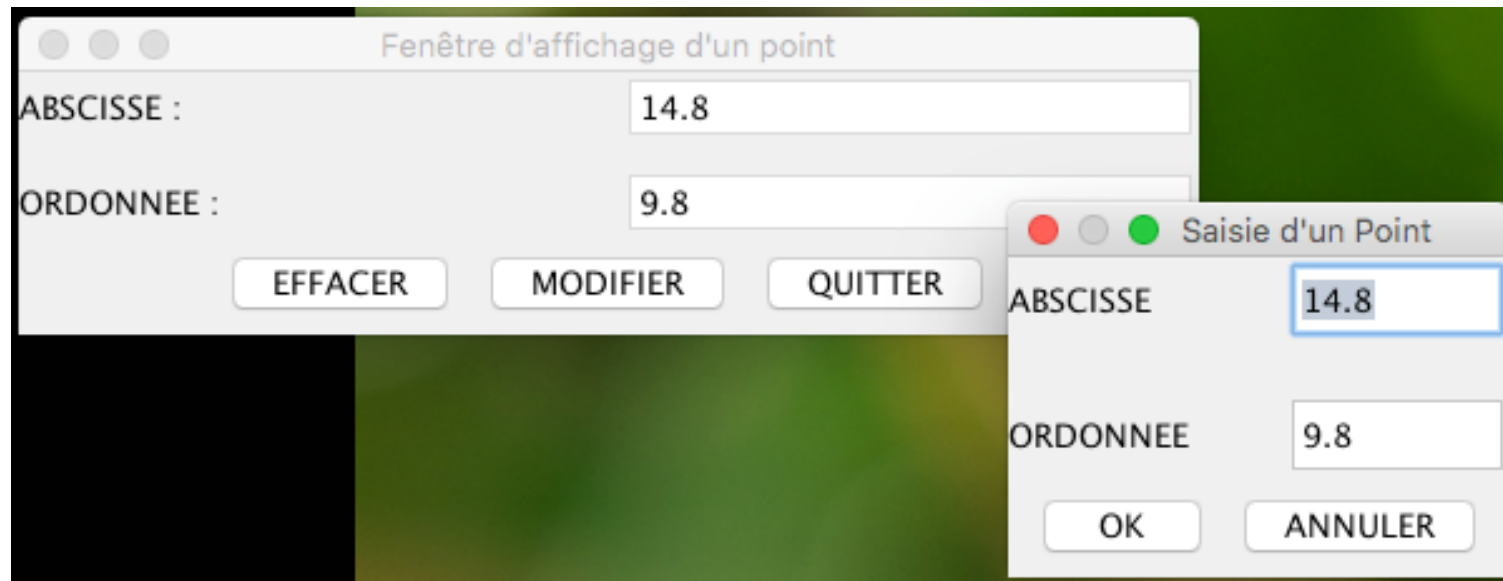 Fenêtre d'affichage d'un point
ABSCISSE :
14.8
ORDONNEE :
9.8
EFFACER
MODIFIER
QUITTER
Saisie d'un Point
ABSCISSE
14.8
ORDONNEE
9.8
OK
ANNULER